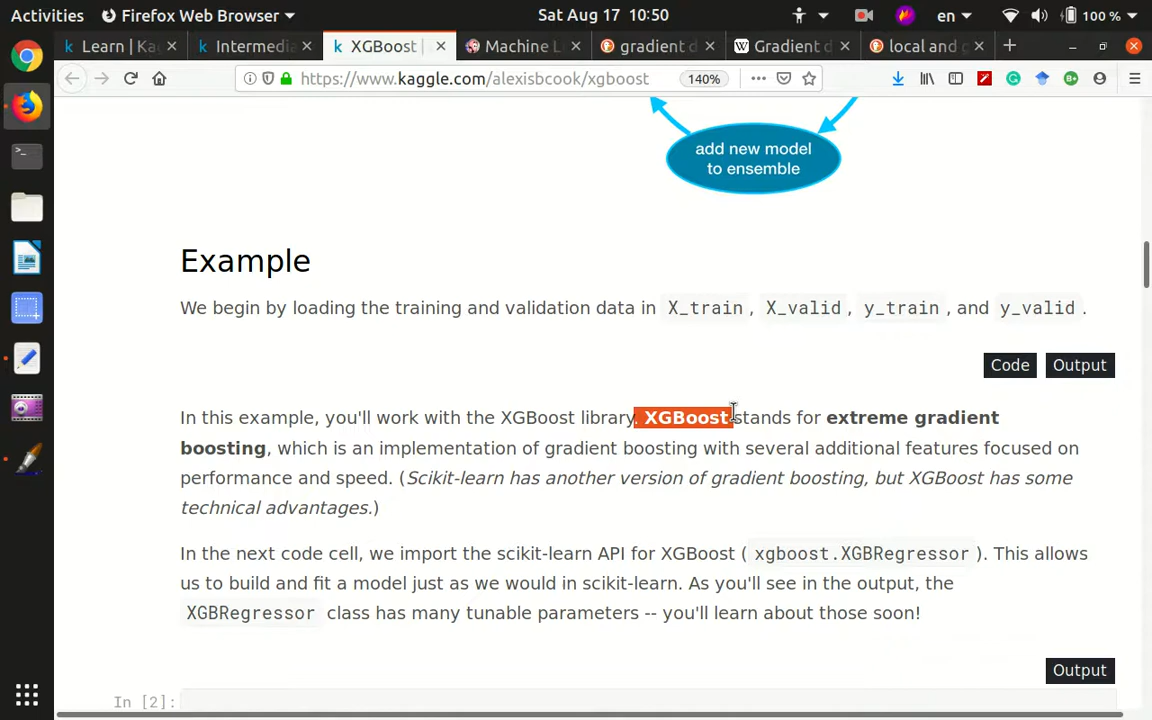 Activities Firefox Web Browser Sat Aug 17 10:50 en 100 %
Learn | Ka Intermedia XGBoost | Machine L gradient d Gradient d local and g
https://www.kaggle.com/alexisbcook/xgboost 140%
add new model
to ensemble
Example
We begin by loading the training and validation data in X_train, X_valid, y_train, and y_valid.
Code Output
In this example, you'll work with the XGBoost library. XGBoost stands for extreme gradient
boosting, which is an implementation of gradient boosting with several additional features focused on
performance and speed. (Scikit-learn has another version of gradient boosting, but XGBoost has some
technical advantages.)
In the next code cell, we import the scikit-learn API for XGBoost (xgboost.XGBRegressor). This allows
us to build and fit a model just as we would in scikit-learn. As you'll see in the output, the
XGBRegressor class has many tunable parameters -- you'll learn about those soon!
Output
In [2]: